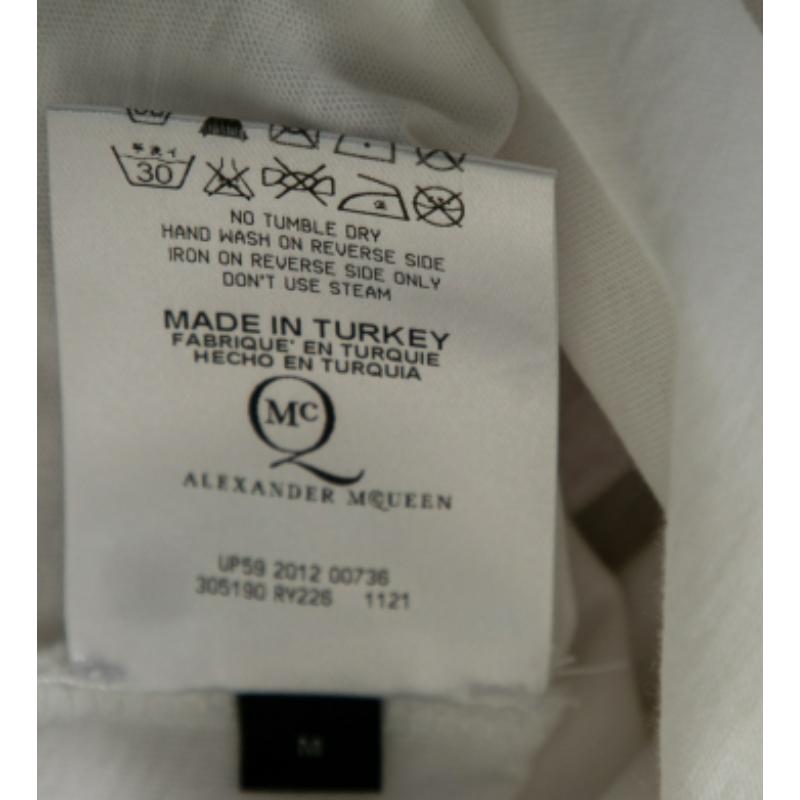 30
NO TUMBLE DRY
HAND WASH ON REVERSE SIDE
IRON ON REVERSE SIDE ONLY
DON'T USE STEAM
MADE IN TURKEY
FABRIQUE' EN TURQUIE
HECHO EN TURQUIA
McQ
ALEXANDER McQUEEN
UP59 2012 00736
305190 RY226 1121
M